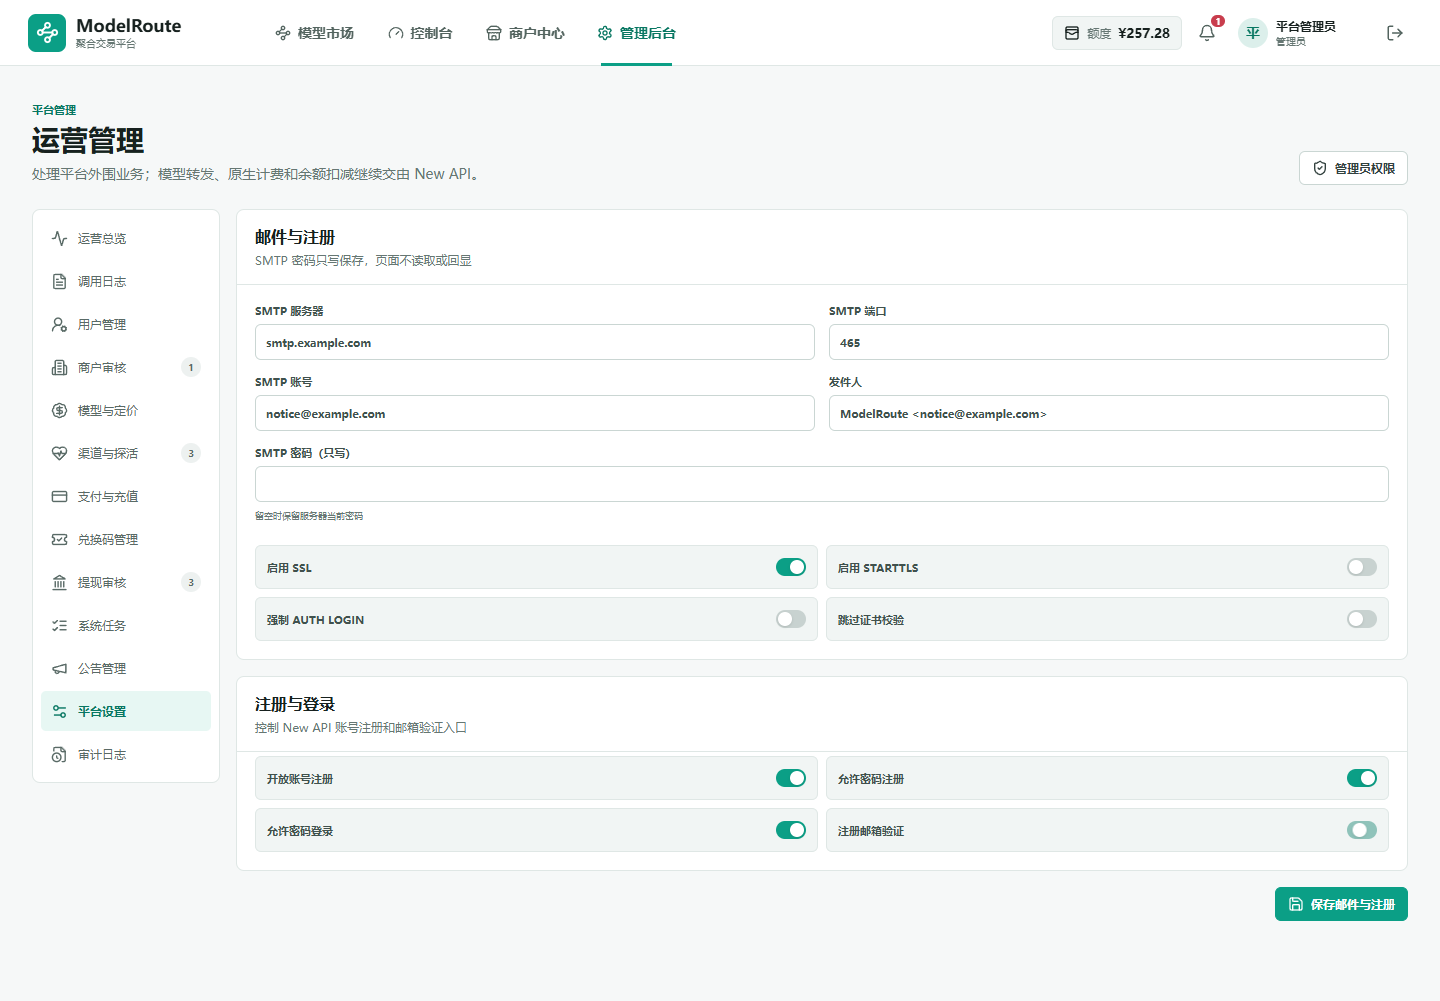 ModelRoute
聚合交易平台
模型市场
控制台
商户中心
管理后台
额度 ¥257.28
1
平
平台管理员
管理员
平台管理
运营管理
处理平台外围业务；模型转发、原生计费和余额扣减继续交由 New API。
管理员权限
运营总览
调用日志
用户管理
商户审核 1
模型与定价
渠道与探活 3
支付与充值
兑换码管理
提现审核 3
系统任务
公告管理
平台设置
审计日志
邮件与注册
SMTP 密码只写保存，页面不读取或回显
SMTP 服务器
smtp.example.com
SMTP 端口
465
SMTP 账号
notice@example.com
发件人
ModelRoute <notice@example.com>
SMTP 密码（只写）
留空时保留服务器当前密码
启用 SSL
启用 STARTTLS
强制 AUTH LOGIN
跳过证书校验
注册与登录
控制 New API 账号注册和邮箱验证入口
开放账号注册
允许密码注册
允许密码登录
注册邮箱验证
保存邮件与注册